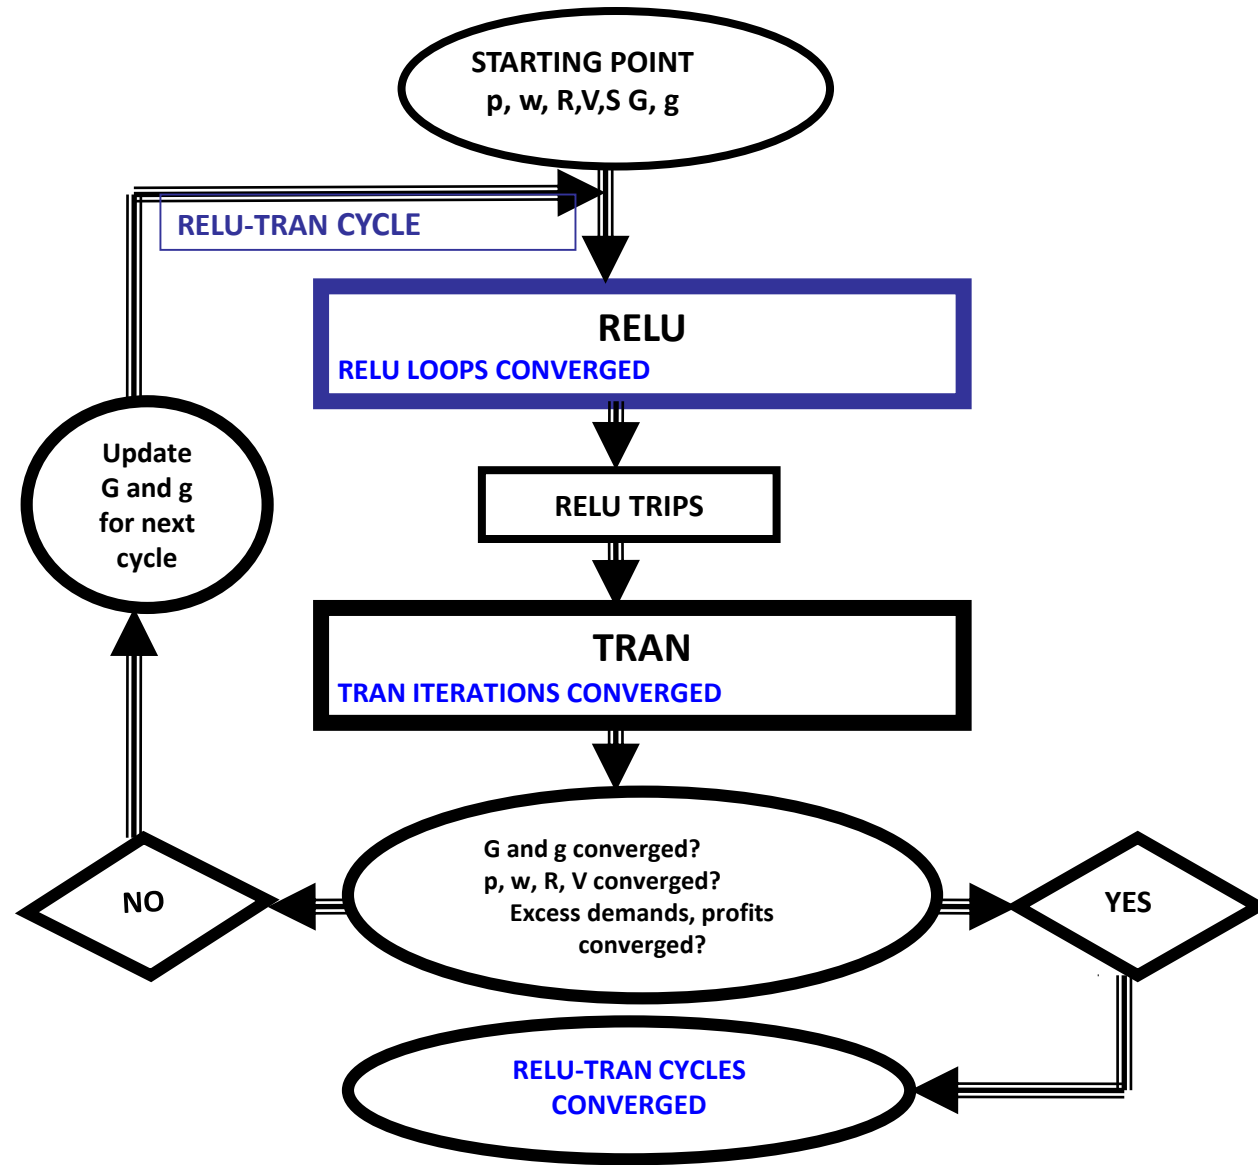 STARTING POINT
p, w, R,V,S G, g
RELU-TRAN CYCLE
RELU
RELU LOOPS CONVERGED
Update
G and g
for next
cycle
RELU TRIPS
TRAN
TRAN ITERATIONS CONVERGED
G and g converged?
p, w, R, V converged?
Excess demands, profits
converged?
NO
YES
RELU-TRAN CYCLES
CONVERGED